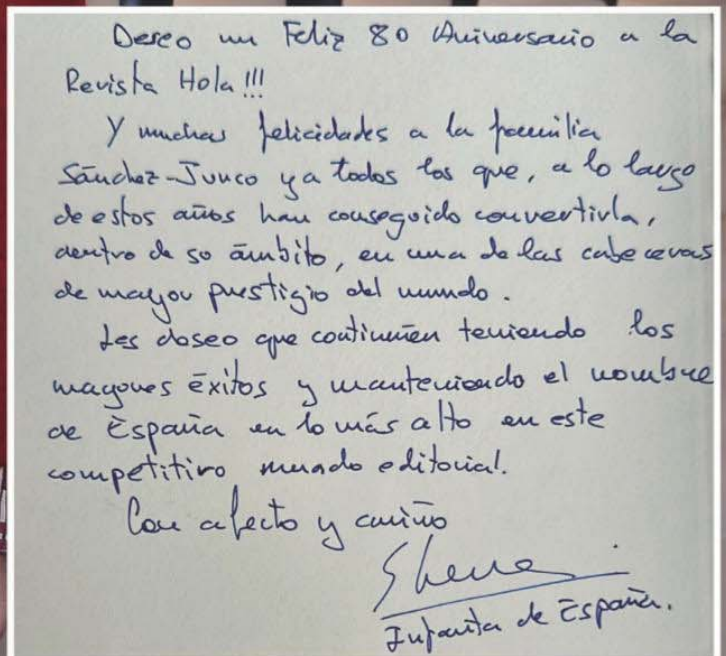 Deseo un Feliz 80 Aniversario a la
Revista Hola!!!
Y muchas felicidades a la familia
Sánchez-Junco y a todos los que, a lo largo
de estos años han conseguido convertirla,
dentro de su ámbito, en una de las cabeceras
de mayor prestigio del mundo.
Les deseo que continúen teniendo los
mayores éxitos y manteniendo el nombre
de España en lo más alto en este
competitivo mundo editorial.
Con afecto y cariño
Elena
Infanta de España.